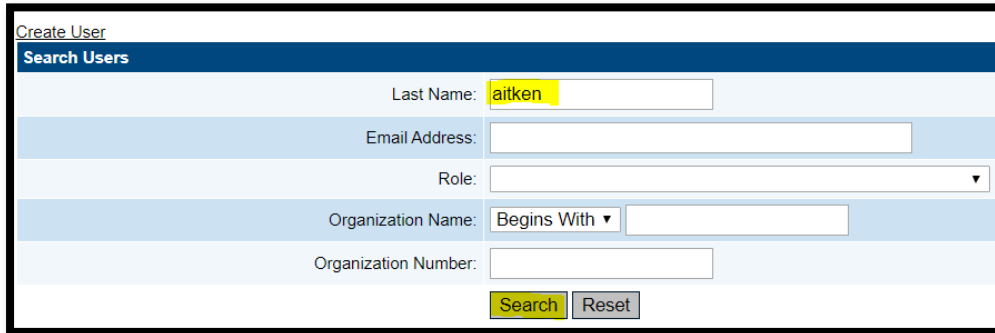 Create User
Search Users
Last Name: aitken
Email Address:
Role:
Organization Name: Begins With
Organization Number:
Search Reset